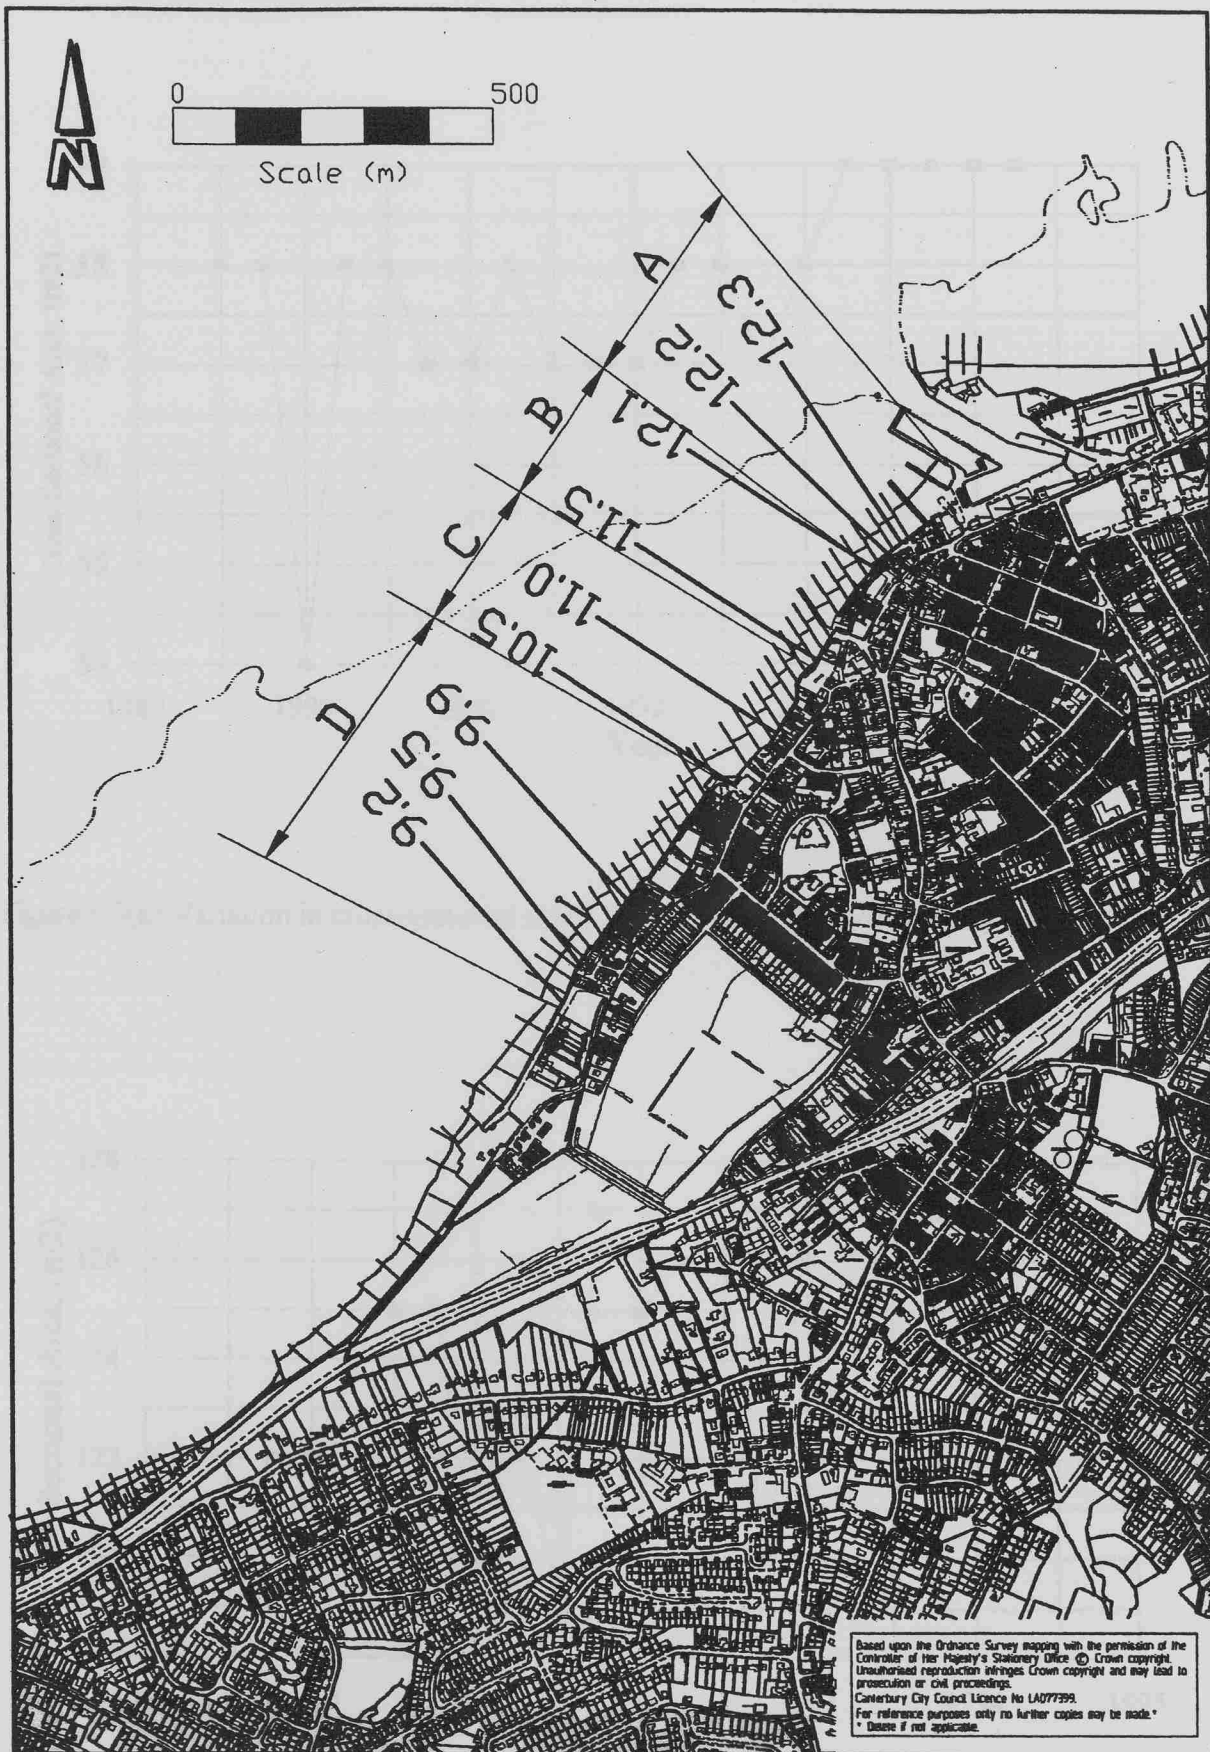 0 500
Scale (m)
N
A
12.3
12.2
B
12.1
11.5
C
11.0
10.5
D
9.9
9.5
9.2
Based upon the Ordnance Survey mapping with the permission of the
Controller of Her Majesty's Stationery Office © Crown copyright.
Unauthorised reproduction infringes Crown copyright and may lead to
prosecution or civil proceedings.
Canterbury City Council Licence No LA077399.
For reference purposes only no further copies may be made.*
* Delete if not applicable.